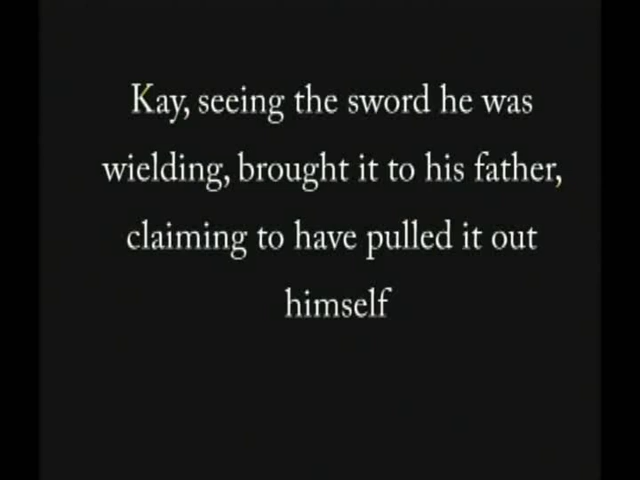 Kay, seeing the sword he was
wielding, brought it to his father,
claiming to have pulled it out
himself